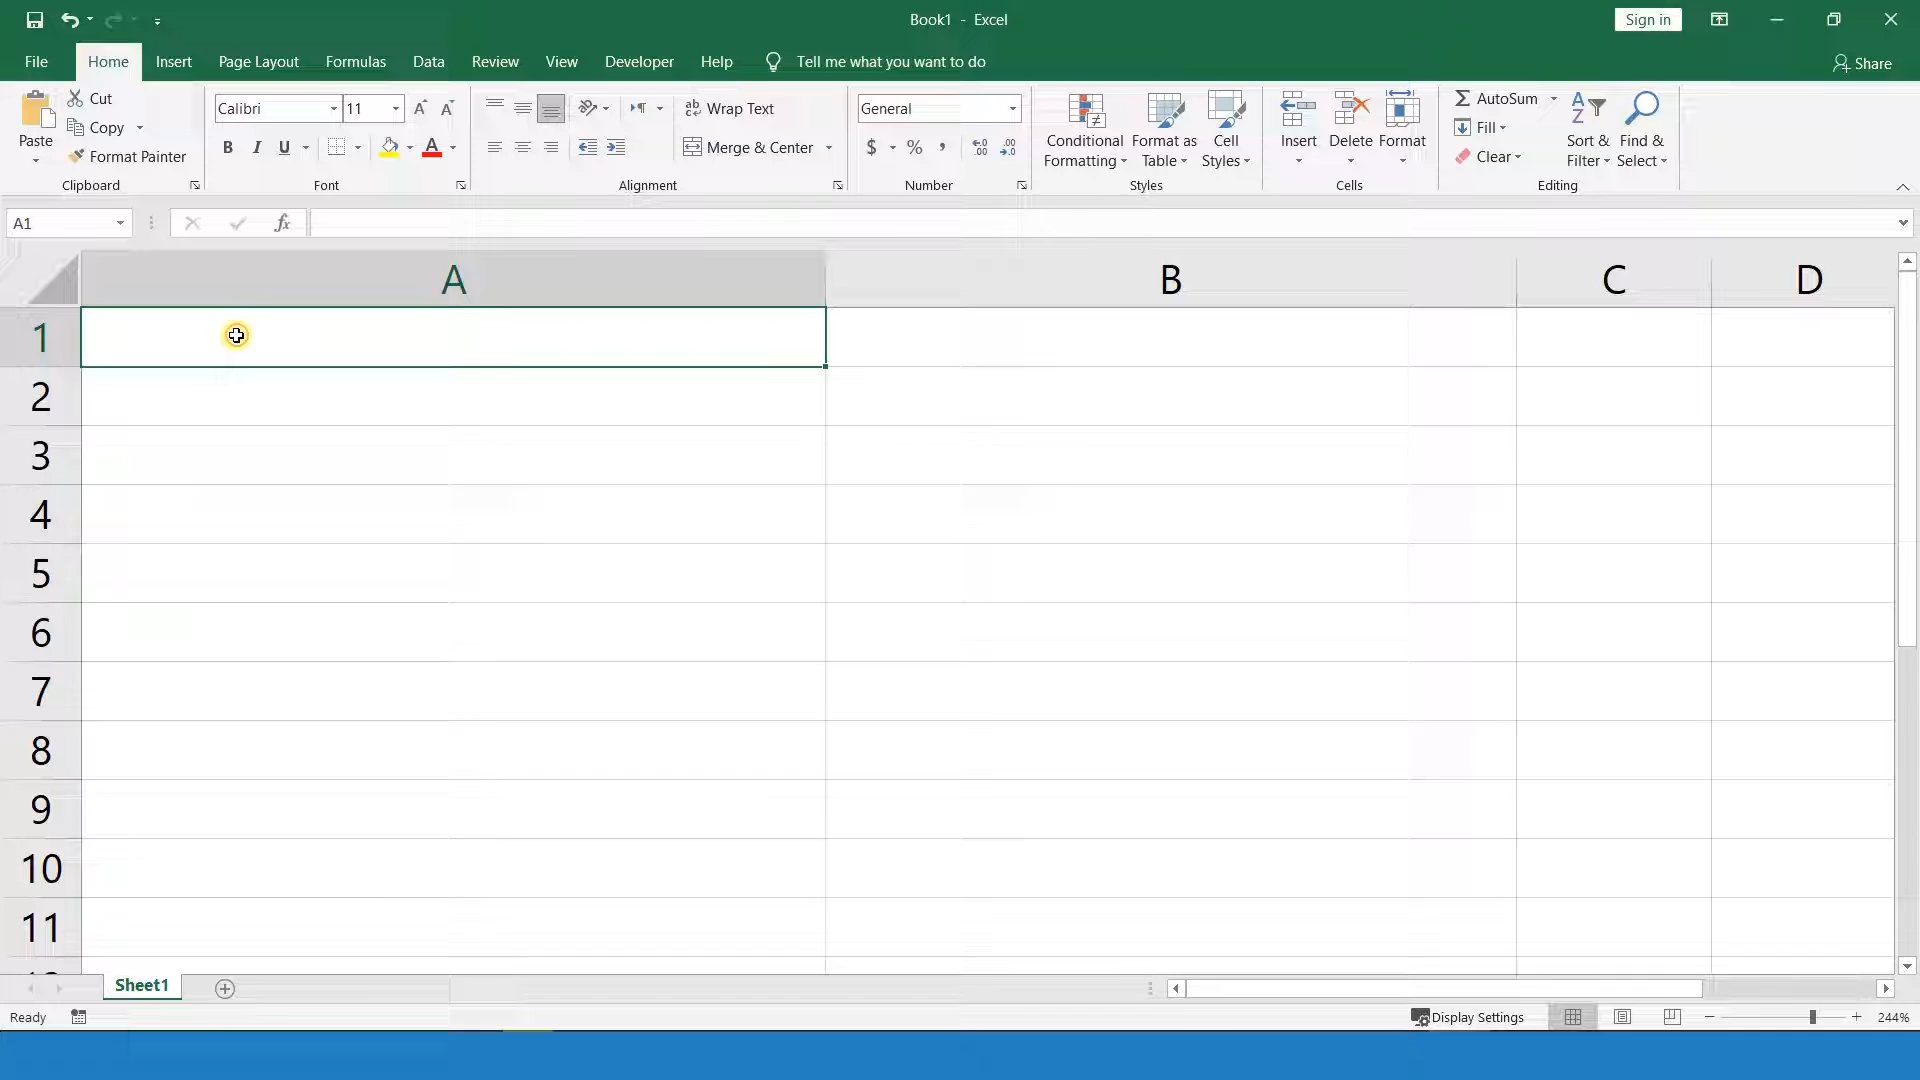 Book1 - Excel
Sign in
File Home Insert Page Layout Formulas Data Review View Developer Help Tell me what you want to do
Share
Paste
Cut
Copy
Format Painter
Clipboard
Calibri 11
B I U A
Font
Wrap Text
Merge & Center
Alignment
General
$ % ,
Number
Conditional Formatting
Format as Table
Cell Styles
Styles
Insert
Delete
Format
Cells
AutoSum
Fill
Clear
Sort & Filter
Find & Select
Editing
A1
fx
A B C D
1
2
3
4
5
6
7
8
9
10
11
Sheet1
Ready
Display Settings
244%